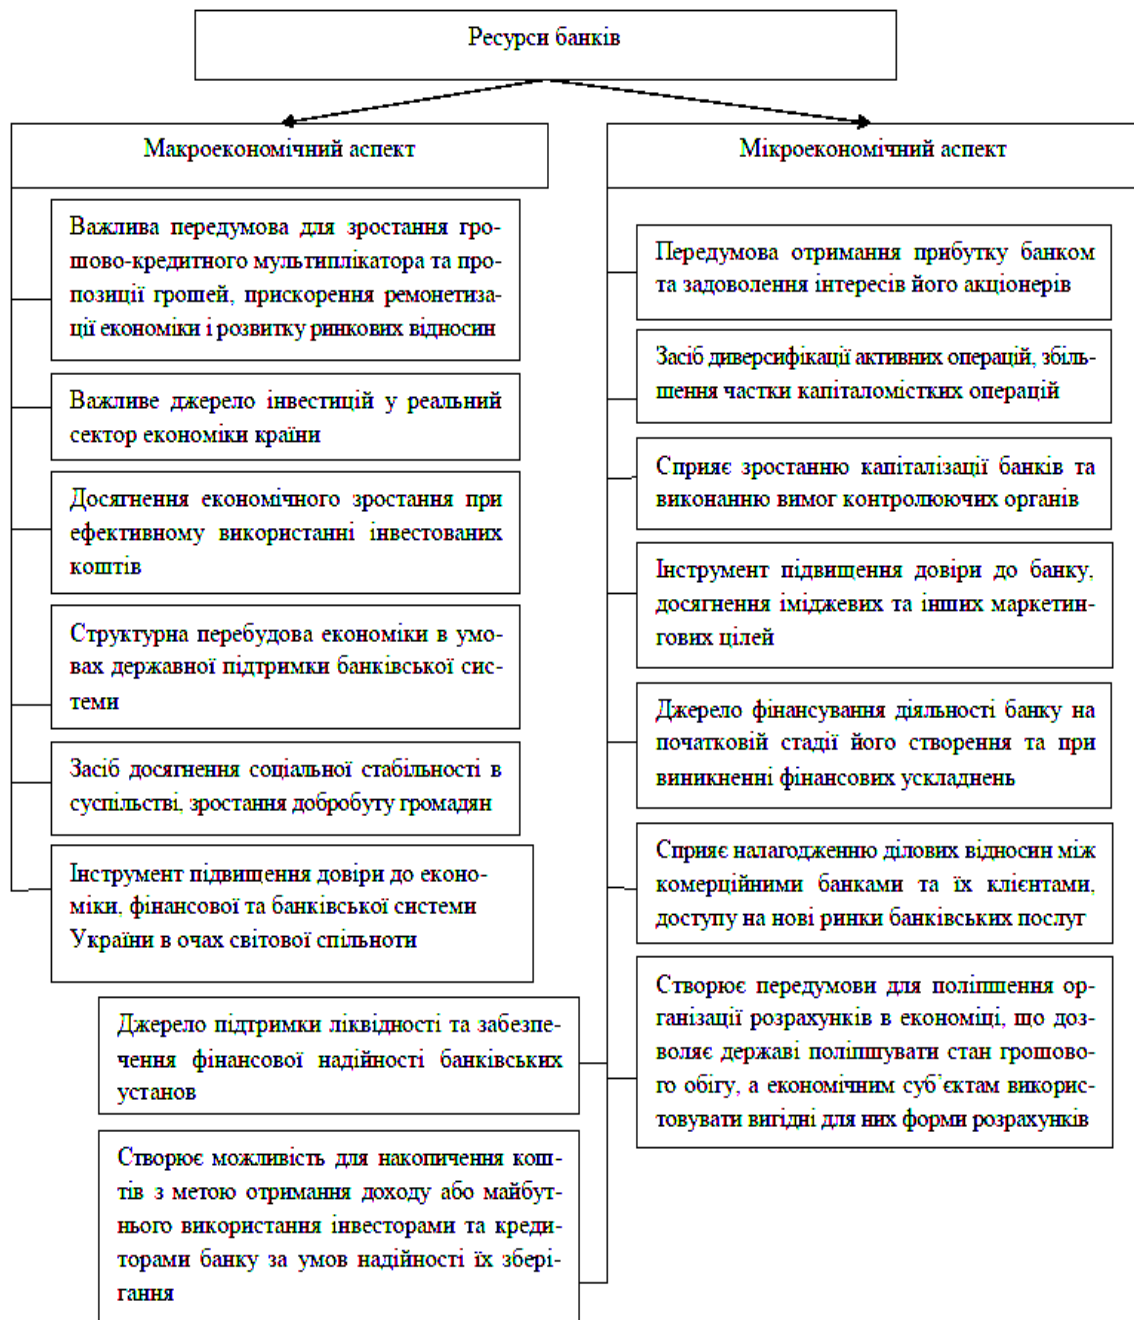 Ресурси банків
Макроекономічний аспект
Важлива передумова для зростання гро-
шово-кредитного мультиплікатора та про-
позиції грошей, прискорення ремонетиза-
ції економіки і розвитку ринкових відносин
Важливе джерело інвестицій у реальний
сектор економіки країни
Досягнення економічного зростання при
ефективному використанні інвестованих
коштів
Структурна перебудова економіки в умо-
вах державної підтримки банківської сис-
теми
Засіб досягнення соціальної стабільності в
суспільстві, зростання добробуту громадян
Інструмент підвищення довіри до еконо-
міки, фінансової та банківської системи
України в очах світової спільноти
Мікроекономічний аспект
Передумова отримання прибутку банком
та задоволення інтересів його акціонерів
Засіб диверсифікації активних операцій, збіль-
шення частки капіталомістких операцій
Сприяє зростанню капіталізації банків та
виконанню вимог контролюючих органів
Інструмент підвищення довіри до банку,
досягнення іміджевих та інших маркетин-
гових цілей
Джерело фінансування діяльності банку на
початковій стадії його створення та при
виникненні фінансових ускладнень
Сприяє налагодженню ділових відносин між
комерційними банками та їх клієнтами,
доступу на нові ринки банківських послуг
Створює передумови для поліпшення ор-
ганізації розрахунків в економіці, що доз-
воляє державі поліпшувати стан грошово-
го обігу, а економічним суб’єктам викорис-
товувати вигідні для них форми розрахунків
Джерело підтримки ліквідності та забезпе-
чення фінансової надійності банківських
установ
Створює можливість для накопичення кош-
тів з метою отримання доходу або майбут-
нього використання інвесторами та креди-
торами банку за умов надійності їх збері-
гання